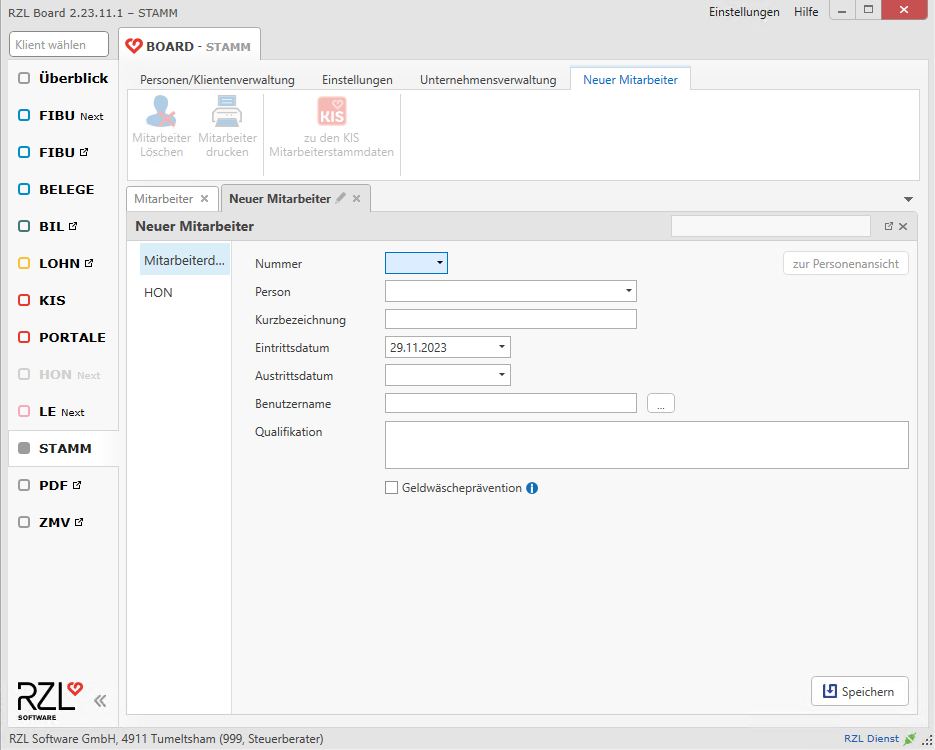 RZL Board 2.23.11.1 – STAMM
Einstellungen Hilfe
Klient wählen
BOARD - STAMM
Überblick
FIBU Next
FIBU
BELEGE
BIL
LOHN
KIS
PORTALE
HON Next
LE Next
STAMM
PDF
ZMV
RZL
SOFTWARE
Personen/Klientenverwaltung Einstellungen Unternehmensverwaltung Neuer Mitarbeiter
Mitarbeiter
Löschen
Mitarbeiter
drucken
KIS
zu den KIS
Mitarbeiterstammdaten
Mitarbeiter Neuer Mitarbeiter
Neuer Mitarbeiter
Mitarbeiterd...
HON
Nummer
zur Personenansicht
Person
Kurzbezeichnung
Eintrittsdatum 29.11.2023
Austrittsdatum
Benutzername ...
Qualifikation
Geldwäscheprävention
Speichern
RZL Software GmbH, 4911 Tumeltsham (999, Steuerberater)
RZL Dienst